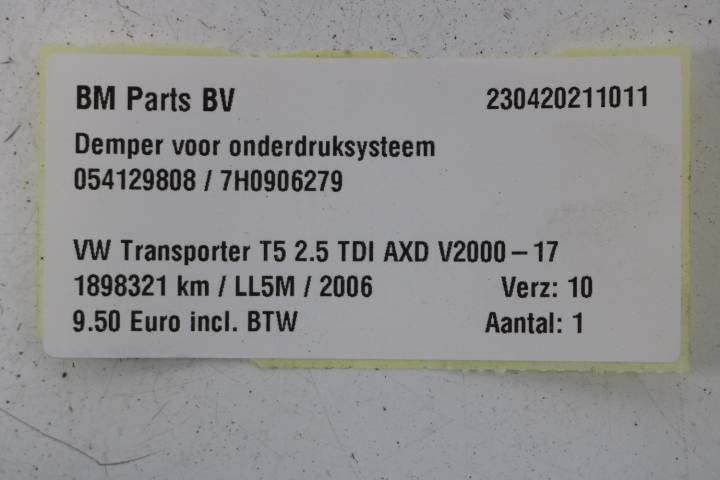 BM Parts BV 230420211011
Demper voor onderdruksysteem
054129808 / 7H0906279
VW Transporter T5 2.5 TDI AXD V2000 – 17
1898321 km / LL5M / 2006 Verz: 10
9.50 Euro incl. BTW Aantal: 1